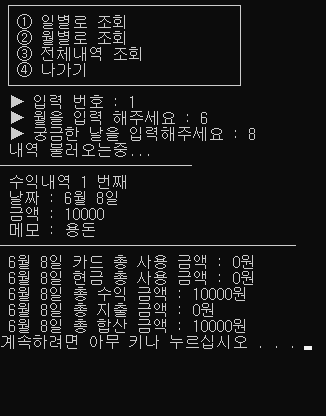 ① 일별로 조회
② 월별로 조회
③ 전체내역 조회
④ 나가기
▶ 입력 번호 : 1
▶ 월을 입력 해주세요 : 6
▶ 궁금한 날을 입력해주세요 : 8
내역 불러오는중...
수익내역 1 번째
날짜 : 6월 8일
금액 : 10000
메모 : 용돈
6월 8일 카드 총 사용 금액 : 0원
6월 8일 현금 총 사용 금액 : 0원
6월 8일 총 수익 금액 : 10000원
6월 8일 총 지출 금액 : 0원
6월 8일 총 합산 금액 : 10000원
계속하려면 아무 키나 누르십시오 . . .